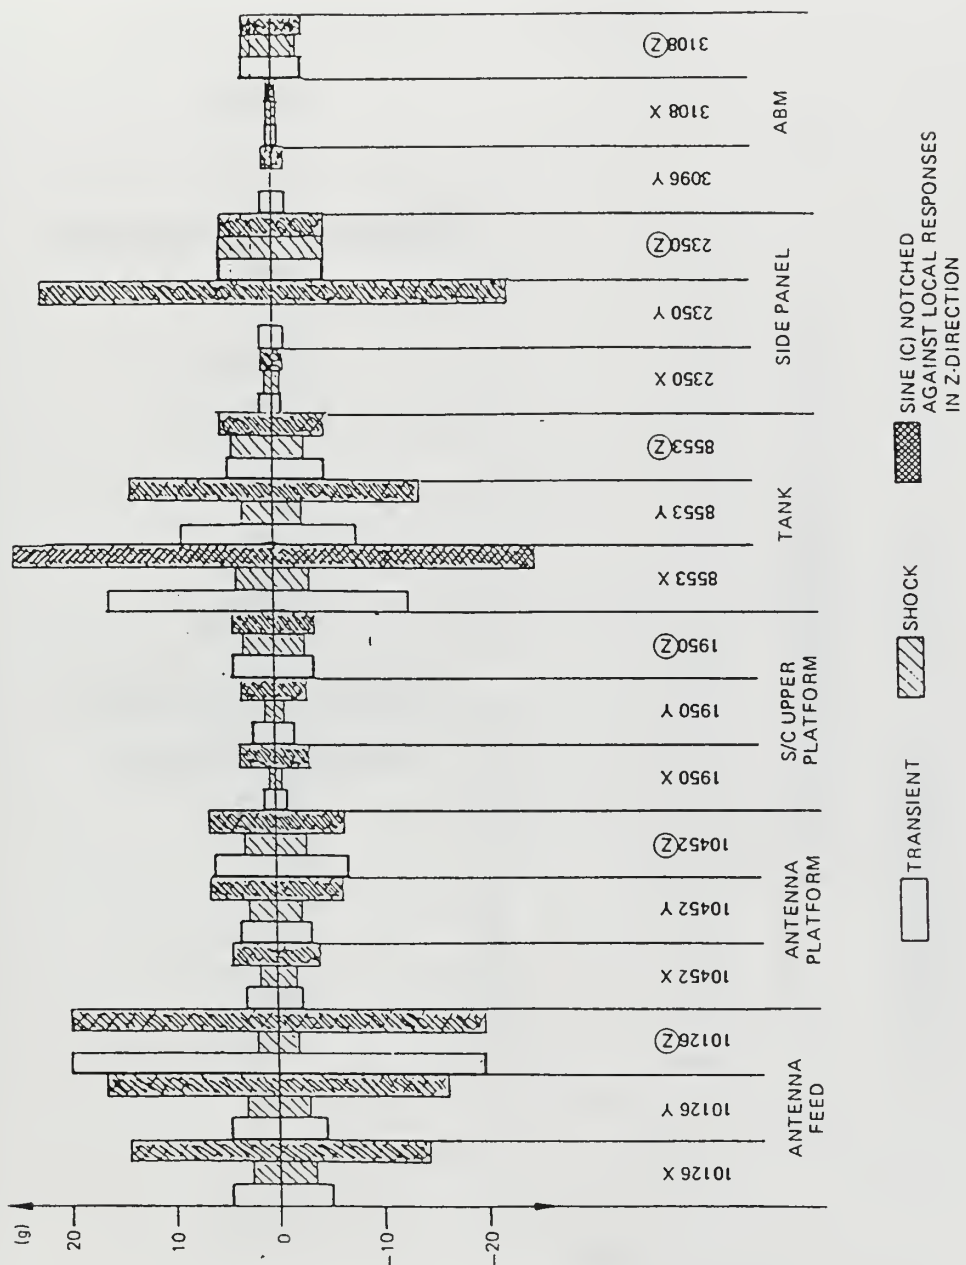 (g)
20
10
0
-10
-20
10126 X
10126 Y
10126 Z
ANTENNA
FEED
10452 X
10452 Y
10452 Z
ANTENNA
PLATFORM
1950 X
1950 Y
1950 Z
S/C UPPER
PLATFORM
8553 X
8553 Y
8553 Z
TANK
2350 X
2350 Y
2350 Z
SIDE PANEL
3096 Y
3108 X
3108 Z
ABM
TRANSIENT
SHOCK
SINE (C) NOTCHED
AGAINST LOCAL RESPONSES
IN Z-DIRECTION